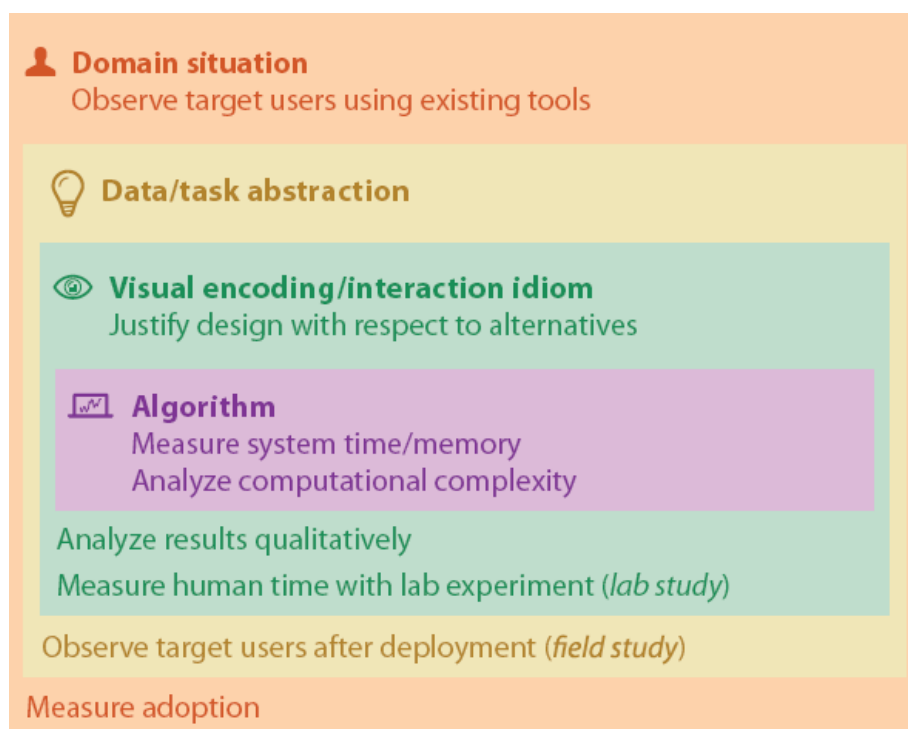 Domain situation
Observe target users using existing tools
Data/task abstraction
Visual encoding/interaction idiom
Justify design with respect to alternatives
Algorithm
Measure system time/memory
Analyze computational complexity
Analyze results qualitatively
Measure human time with lab experiment (lab study)
Observe target users after deployment (field study)
Measure adoption